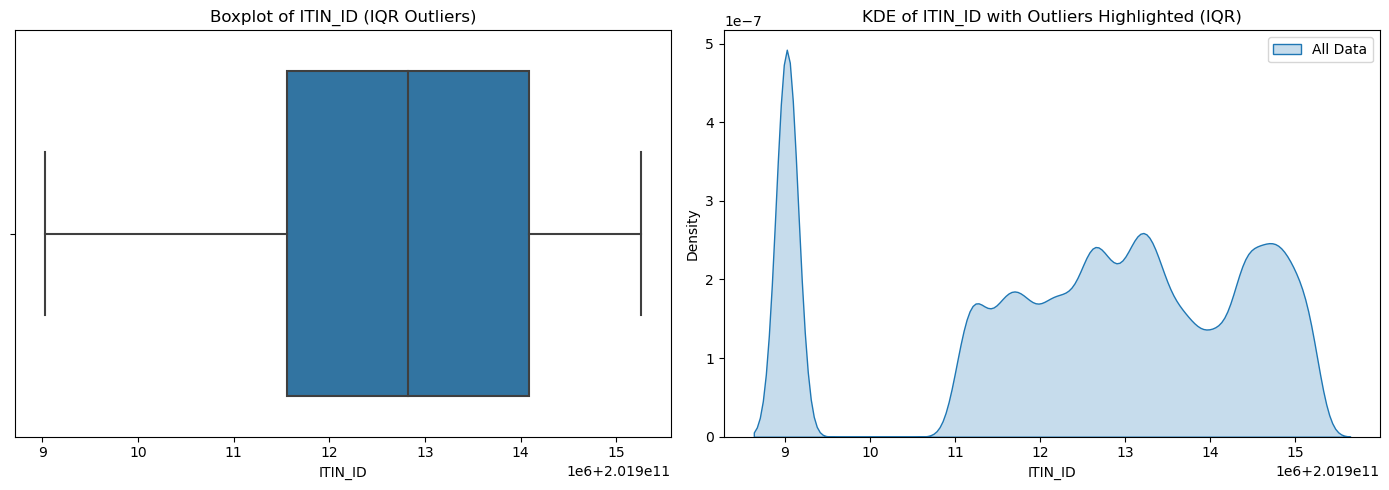 Boxplot of ITIN_ID (IQR Outliers)
9 10 11 12 13 14 15
ITIN_ID
1e6+2.019e11
KDE of ITIN_ID with Outliers Highlighted (IQR)
1e−7
All Data
5
4
3
2
1
0
Density
9 10 11 12 13 14 15
ITIN_ID
1e6+2.019e11